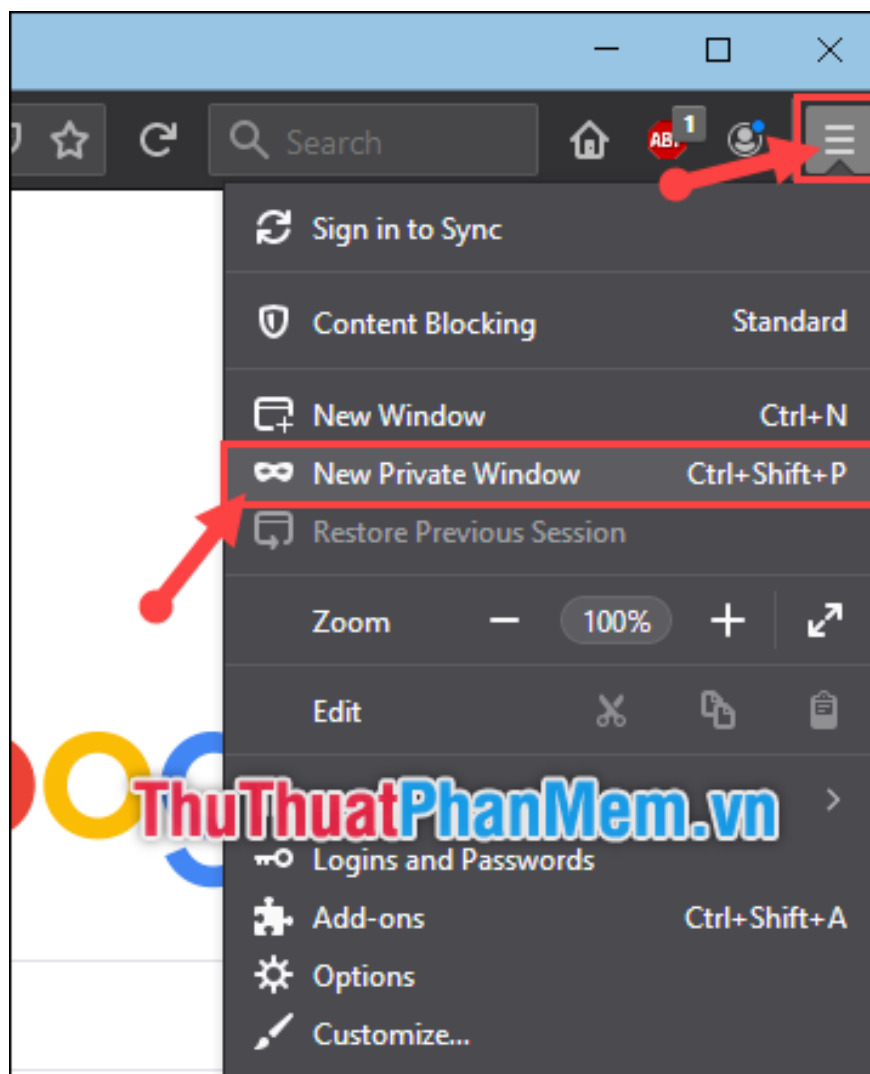 Search
ABP
1
Sign in to Sync
Content Blocking Standard
New Window Ctrl+N
New Private Window Ctrl+Shift+P
Restore Previous Session
Zoom 100%
Edit
ThuThuatPhanMem.vn
Logins and Passwords
Add-ons Ctrl+Shift+A
Options
Customize...